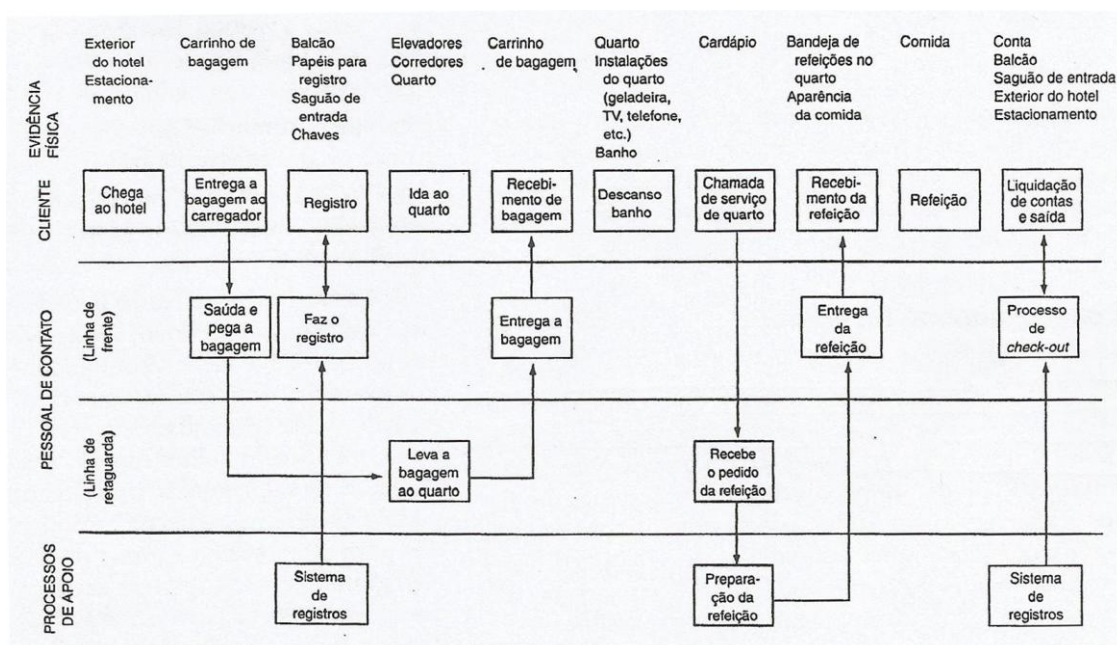 Exterior
do hotel
Estaciona-
mento
Carrinho de
bagagem
Balcão
Papéis para
registro
Saguão de
entrada
Chaves
Elevadores
Corredores
Quarto
Carrinho
de bagagem
Quarto
Instalações
do quarto
(geladeira,
TV, telefone,
etc.)
Banho
Cardápio
Bandeja de
refeições no
quarto
Aparência
da comida
Comida
Conta
Balcão
Saguão de entrada
Exterior do hotel
Estacionamento
EVIDÊNCIA
FÍSICA
CLIENTE
Chega
ao hotel
Entrega a
bagagem ao
carregador
Registro
Ida ao
quarto
Recebi-
mento de
bagagem
Descanso
banho
Chamada
de serviço
de quarto
Recebi-
mento da
refeição
Refeição
Liquidação
de contas
e saída
PESSOAL DE CONTATO
(Linha de
frente)
Saúda e
pega a
bagagem
Faz o
registro
Entrega a
bagagem
Entrega
da
refeição
Processo
de
check-out
(Linha de
retaguarda)
Leva a
bagagem
ao quarto
Recebe
o pedido
da refeição
PROCESSOS
DE APOIO
Sistema
de
registros
Prepara-
ção da
refeição
Sistema
de
registros